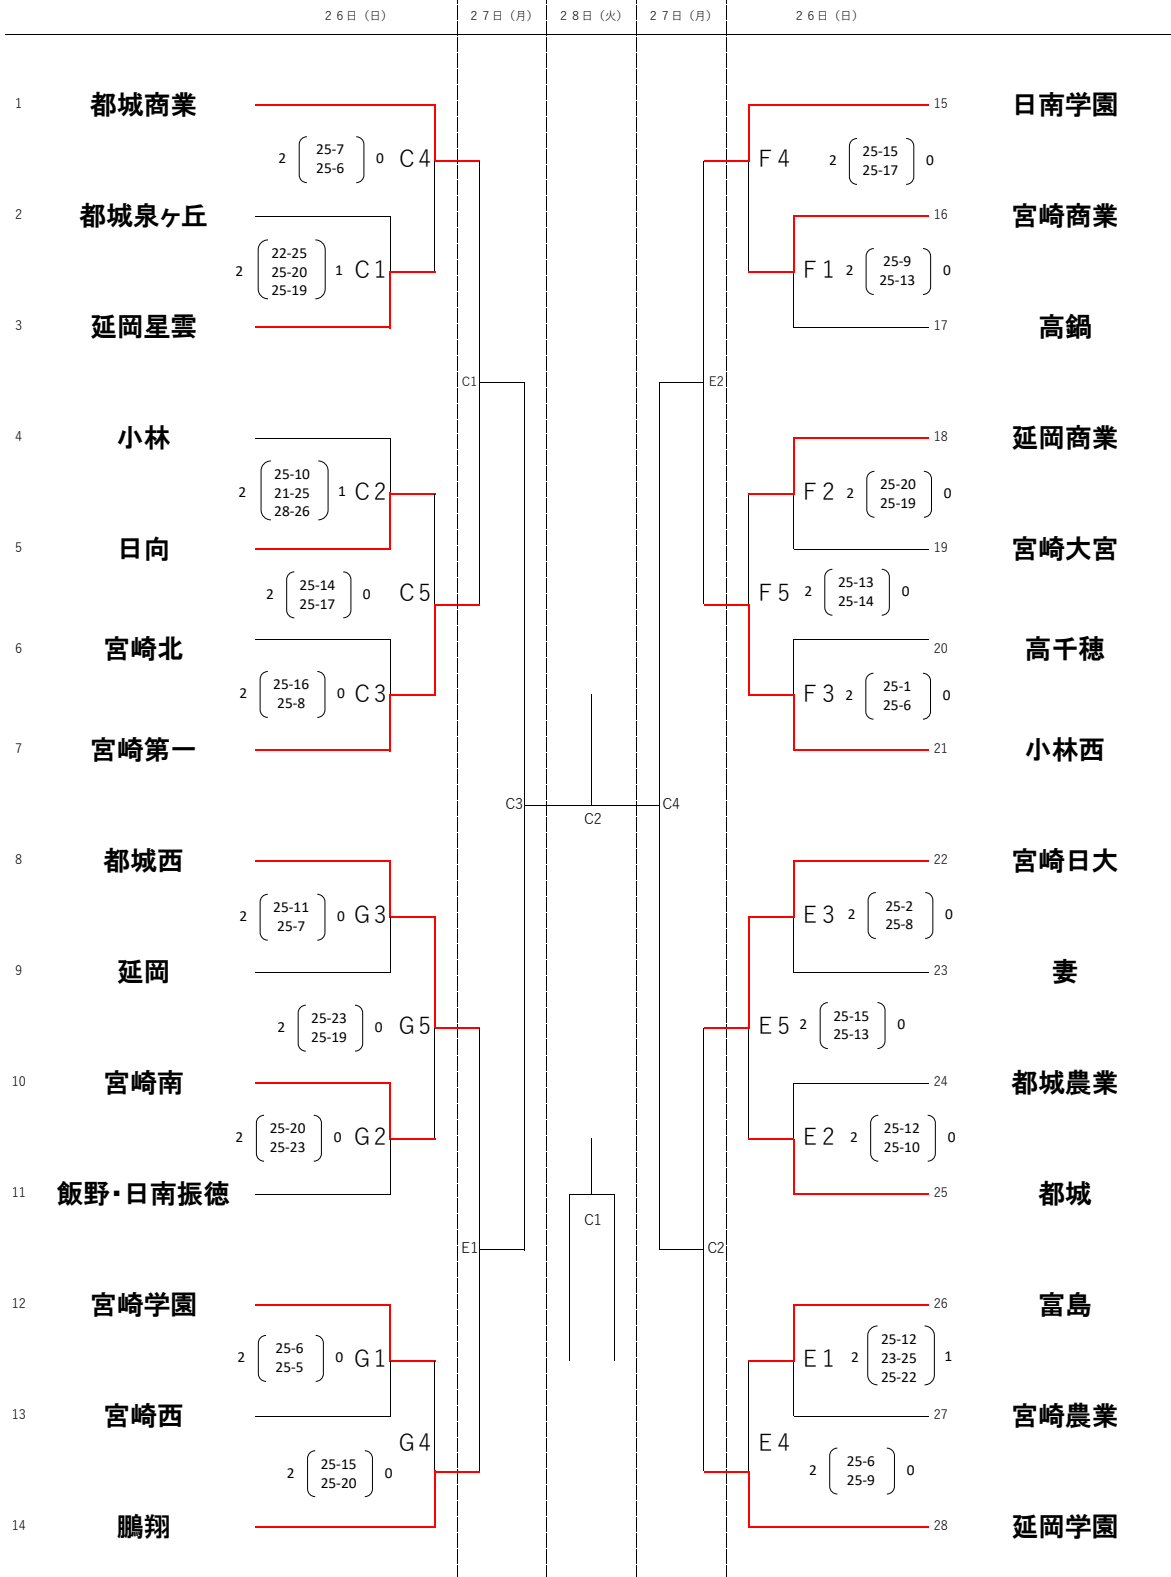 ２６日（日） ２７日（月） ２８日（火） ２７日（月） ２６日（日）
1 都城商業
2 25-7 0 C4
25-6
2 都城泉ヶ丘
22-25
2 25-20 1 C1
25-19
3 延岡星雲
C1
4 小林
25-10
2 21-25 1 C2
28-26
5 日向
2 25-14 0 C5
25-17
6 宮崎北
2 25-16 0 C3
25-8
7 宮崎第一
C3
8 都城西
2 25-11 0 G3
25-7
9 延岡
2 25-23 0 G5
25-19
10 宮崎南
2 25-20 0 G2
25-23
11 飯野・日南振徳
E1
12 宮崎学園
2 25-6 0 G1
25-5
13 宮崎西
G4
2 25-15 0
25-20
14 鵬翔
C2
C1
15 日南学園
F4 2 25-15 0
25-17
16 宮崎商業
F1 2 25-9 0
25-13
17 高鍋
E2
18 延岡商業
F2 2 25-20 0
25-19
19 宮崎大宮
F5 2 25-13 0
25-14
20 高千穂
F3 2 25-1 0
25-6
21 小林西
C4
22 宮崎日大
E3 2 25-2 0
25-8
23 妻
E5 2 25-15 0
25-13
24 都城農業
E2 2 25-12 0
25-10
25 都城
C2
26 富島
25-12
E1 2 23-25 1
25-22
27 宮崎農業
E4
2 25-6 0
25-9
28 延岡学園